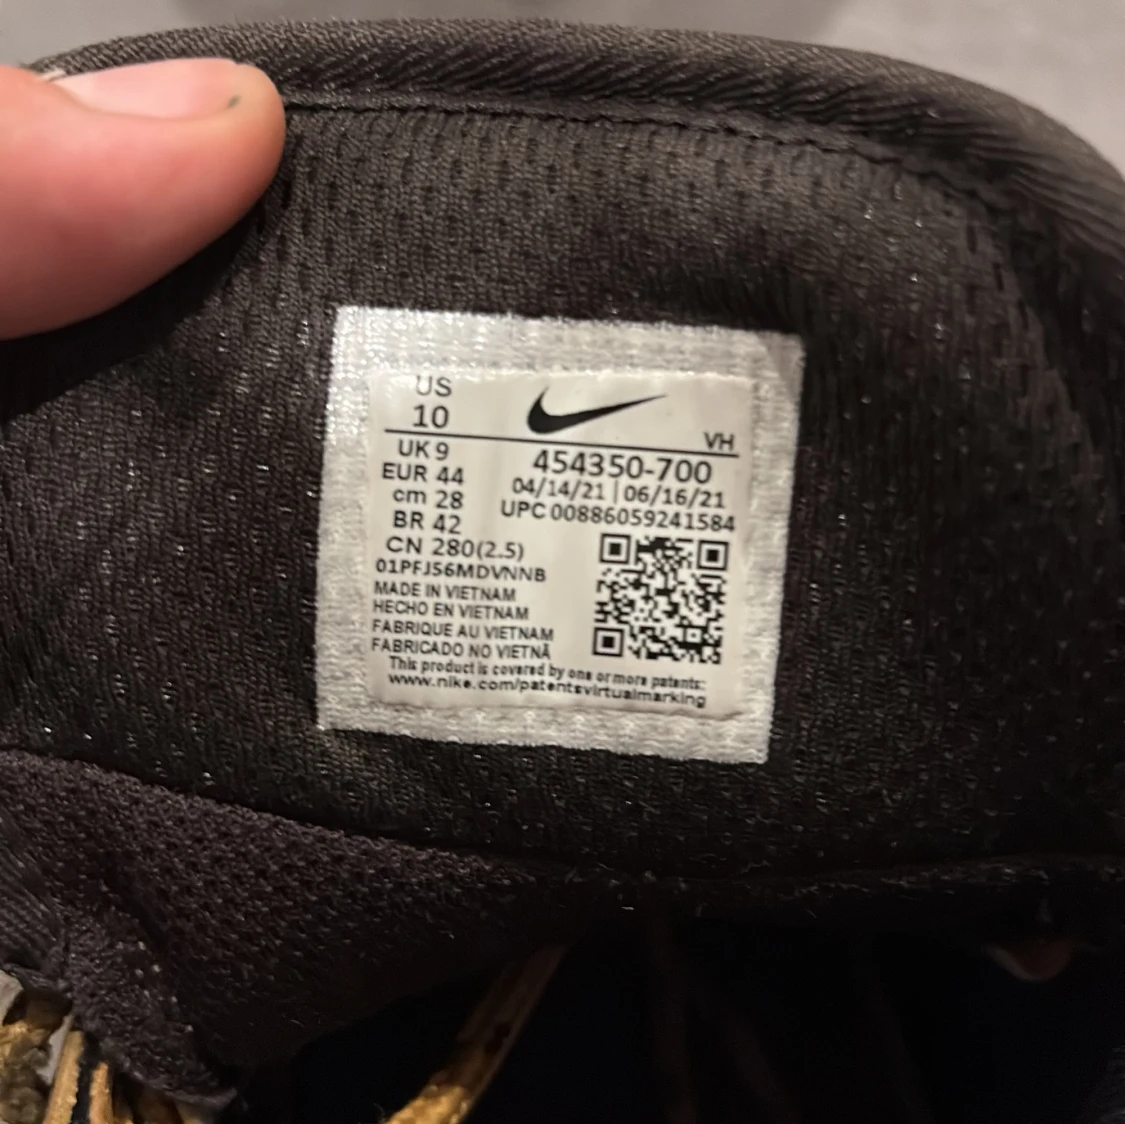 US
10
VH
UK 9
454350-700
EUR 44
04/14/21 | 06/16/21
cm 28
UPC 00886059241584
BR 42
CN 280(2.5)
01PFJ56MDVNNB
MADE IN VIETNAM
HECHO EN VIETNAM
FABRIQUE AU VIETNAM
FABRICADO NO VIETNÃ
This product is covered by one or more patents:
www.nike.com/patentsvirtualmarking